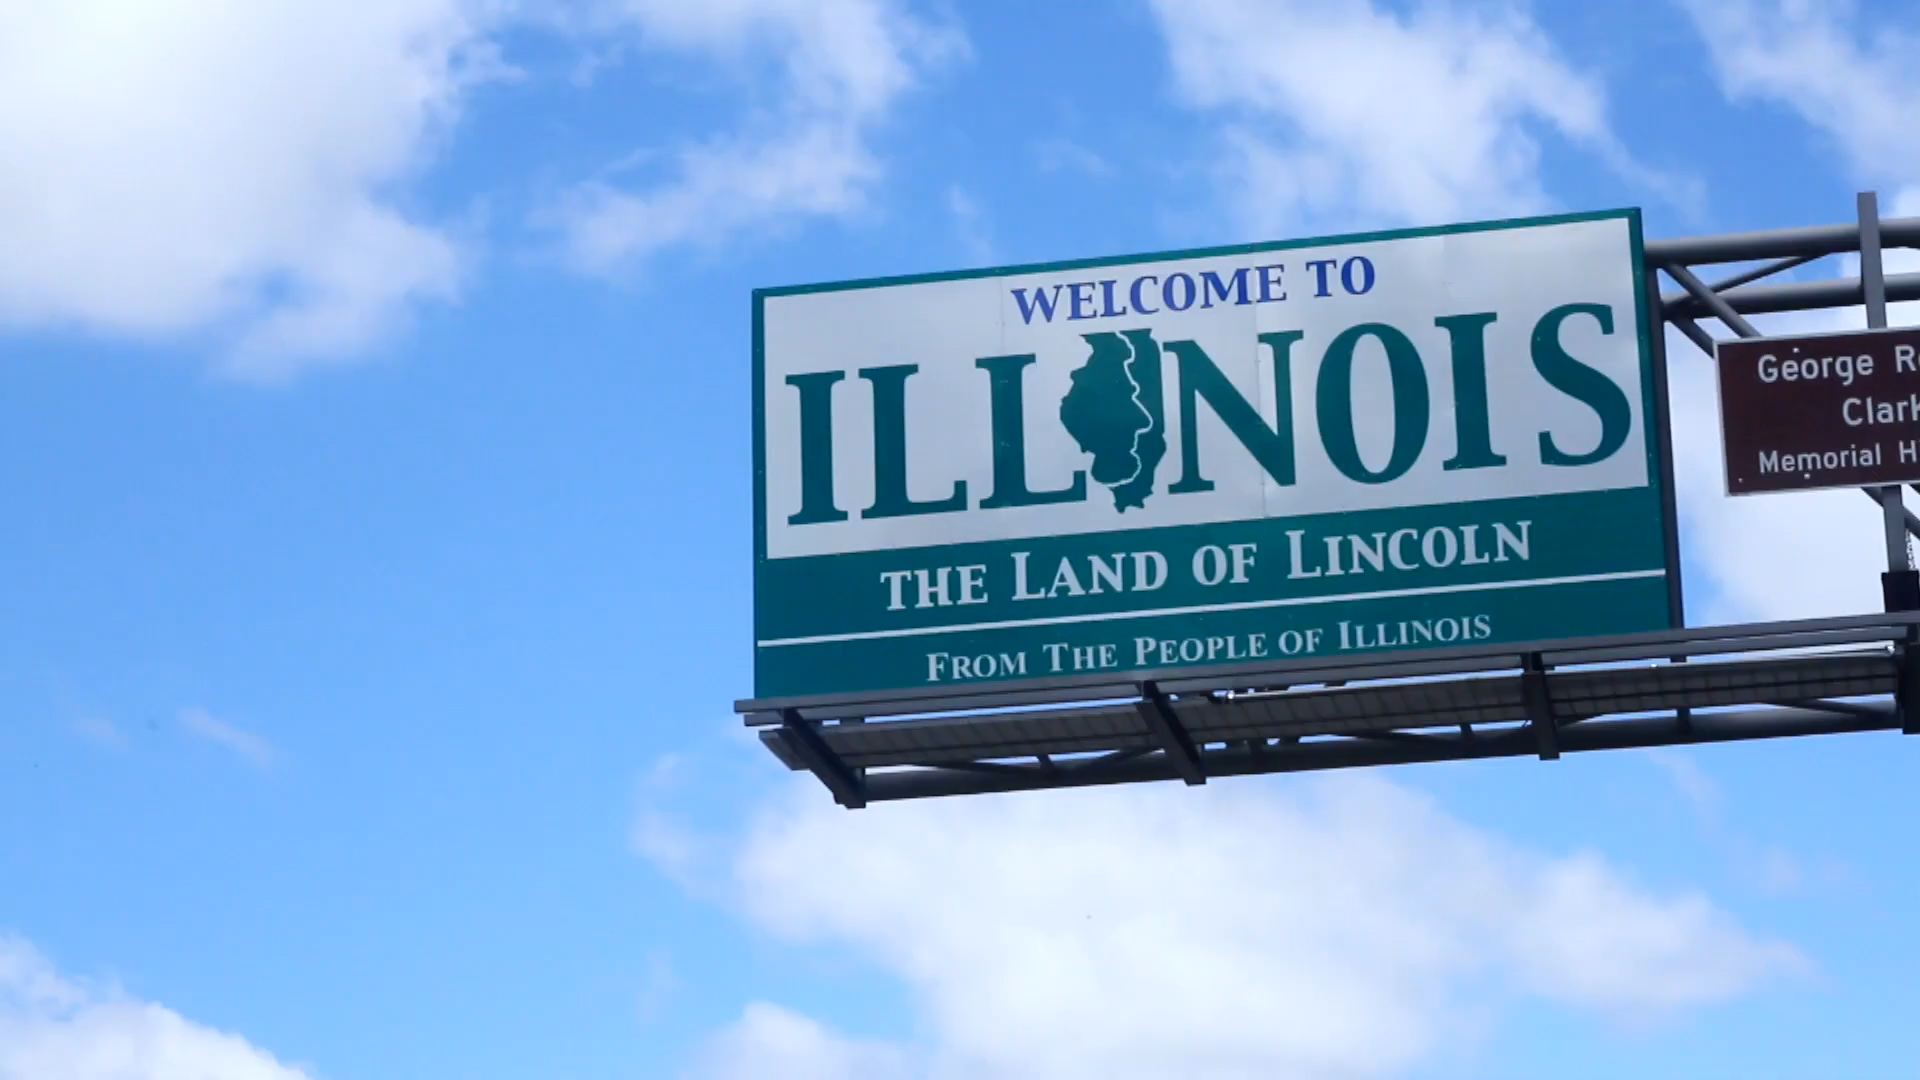 WELCOME TO
ILLINOIS
THE LAND OF LINCOLN
FROM THE PEOPLE OF ILLINOIS
George R
Clark
Memorial H